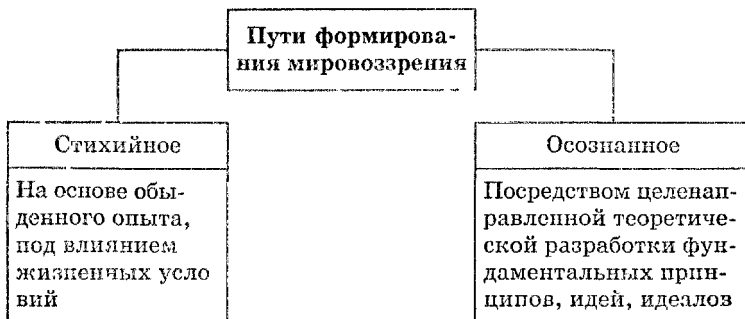 Пути формирова-
ния мировоззрения
Стихийное
На основе обы-
денного опыта,
под влиянием
жизненных усло
вий
Осознанное
Посредством целенап-
равленной теоретиче-
ской разработки фун-
даментальных прин-
ципов, идей, идеалов